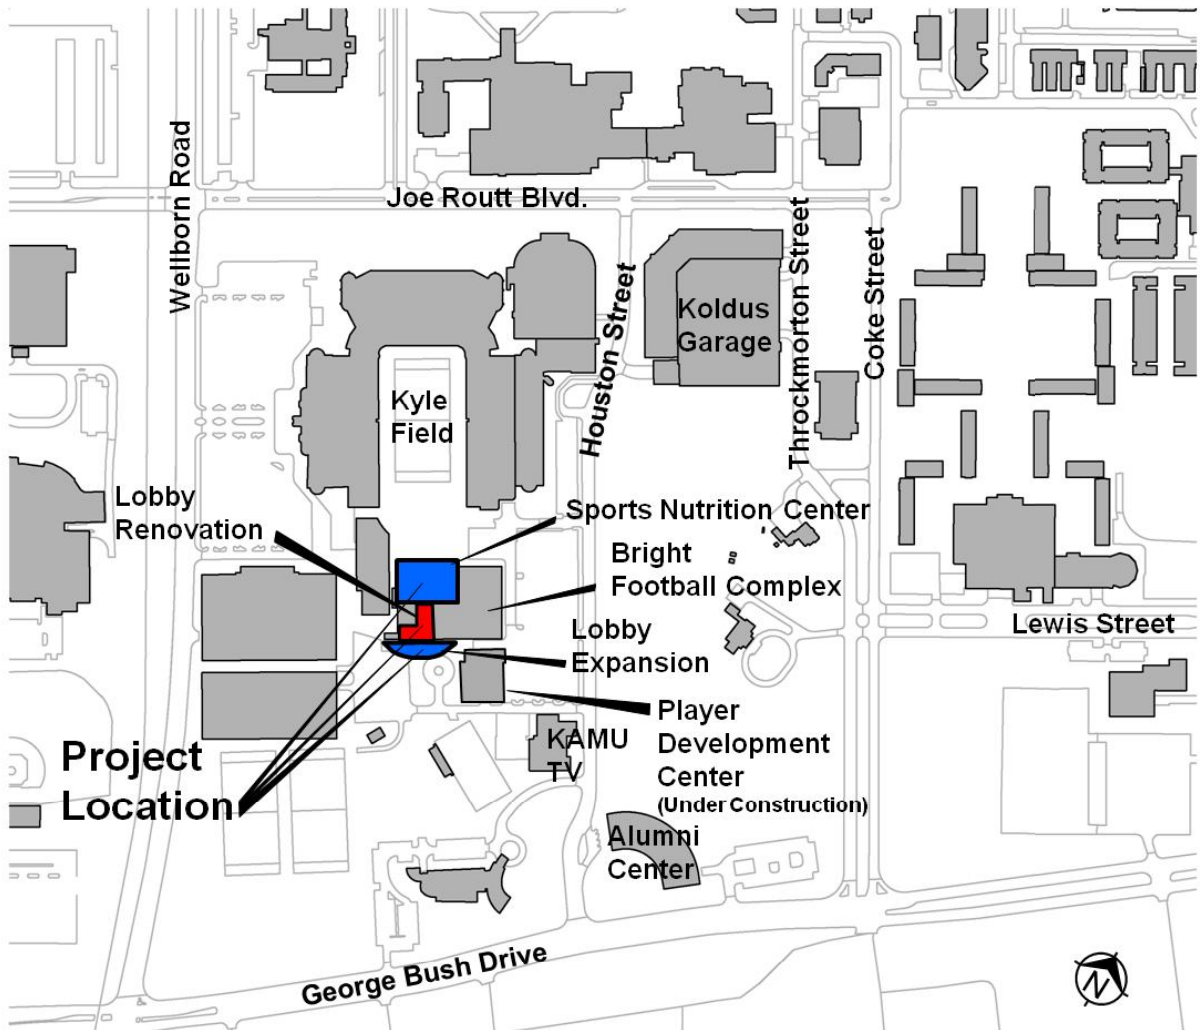 Wellborn Road
Joe Routt Blvd.
Houston Street
Koldus
Garage
Throckmorton Street
Coke Street
Kyle
Field
Lobby
Renovation
Sports Nutrition Center
Bright
Football Complex
Lobby
Expansion
Lewis Street
Player
Development
Center
(Under Construction)
KAMU
TV
Project
Location
Alumni
Center
George Bush Drive
N